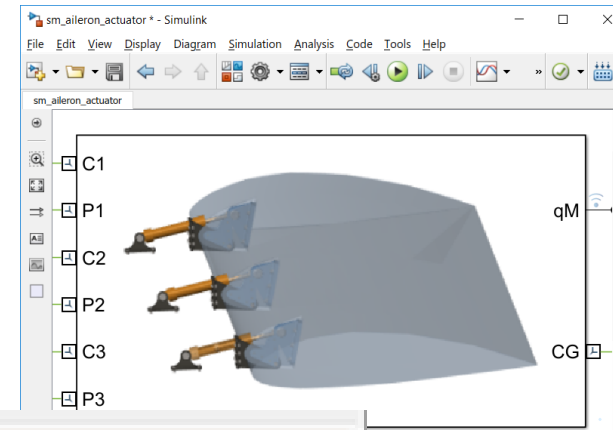 sm_aileron_actuator * - Simulink
File Edit View Display Diagram Simulation Analysis Code Tools Help
»
sm_aileron_actuator
C1
P1
qM
C2
P2
C3
CG
P3